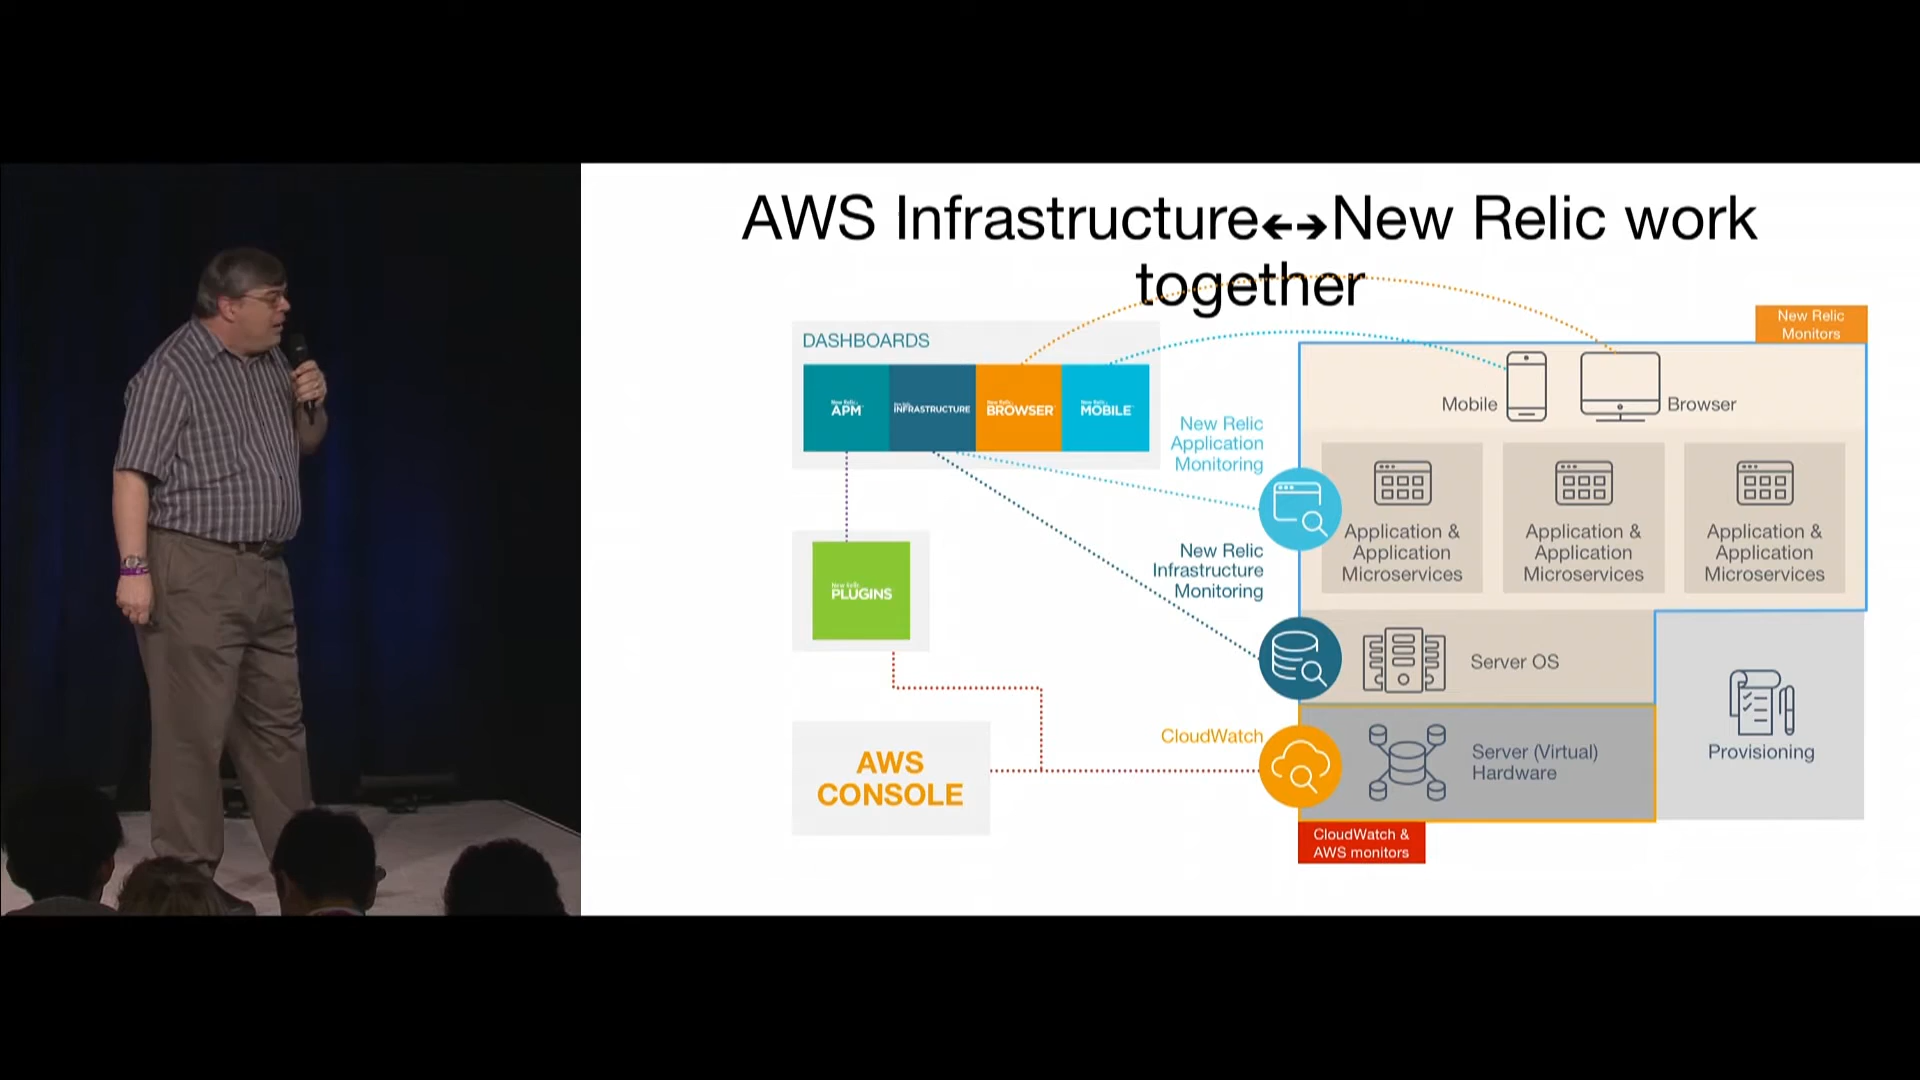 AWS Infrastructure↔New Relic work
together
DASHBOARDS
New Relic
APM
New Relic
INFRASTRUCTURE
New Relic
BROWSER
New Relic
MOBILE
New Relic
PLUGINS
AWS
CONSOLE
New Relic
Application
Monitoring
New Relic
Infrastructure
Monitoring
CloudWatch
New Relic
Monitors
Mobile
Browser
Application &
Application
Microservices
Application &
Application
Microservices
Application &
Application
Microservices
Server OS
Server (Virtual)
Hardware
Provisioning
CloudWatch &
AWS monitors